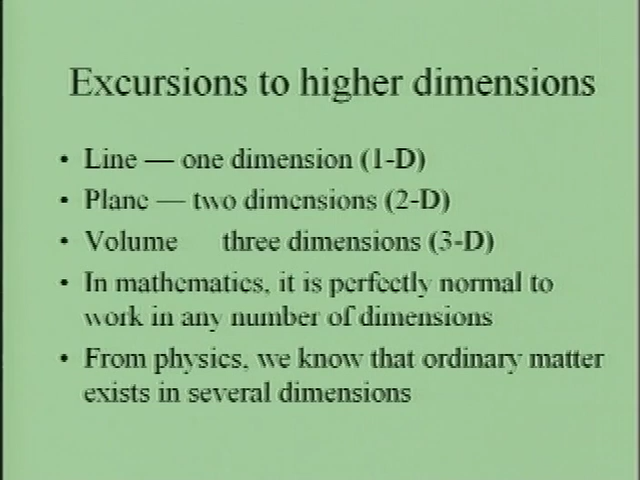 Excursions to higher dimensions
• Line — one dimension (1-D)
• Plane — two dimensions (2-D)
• Volume three dimensions (3-D)
• In mathematics, it is perfectly normal to
work in any number of dimensions
• From physics, we know that ordinary matter
exists in several dimensions